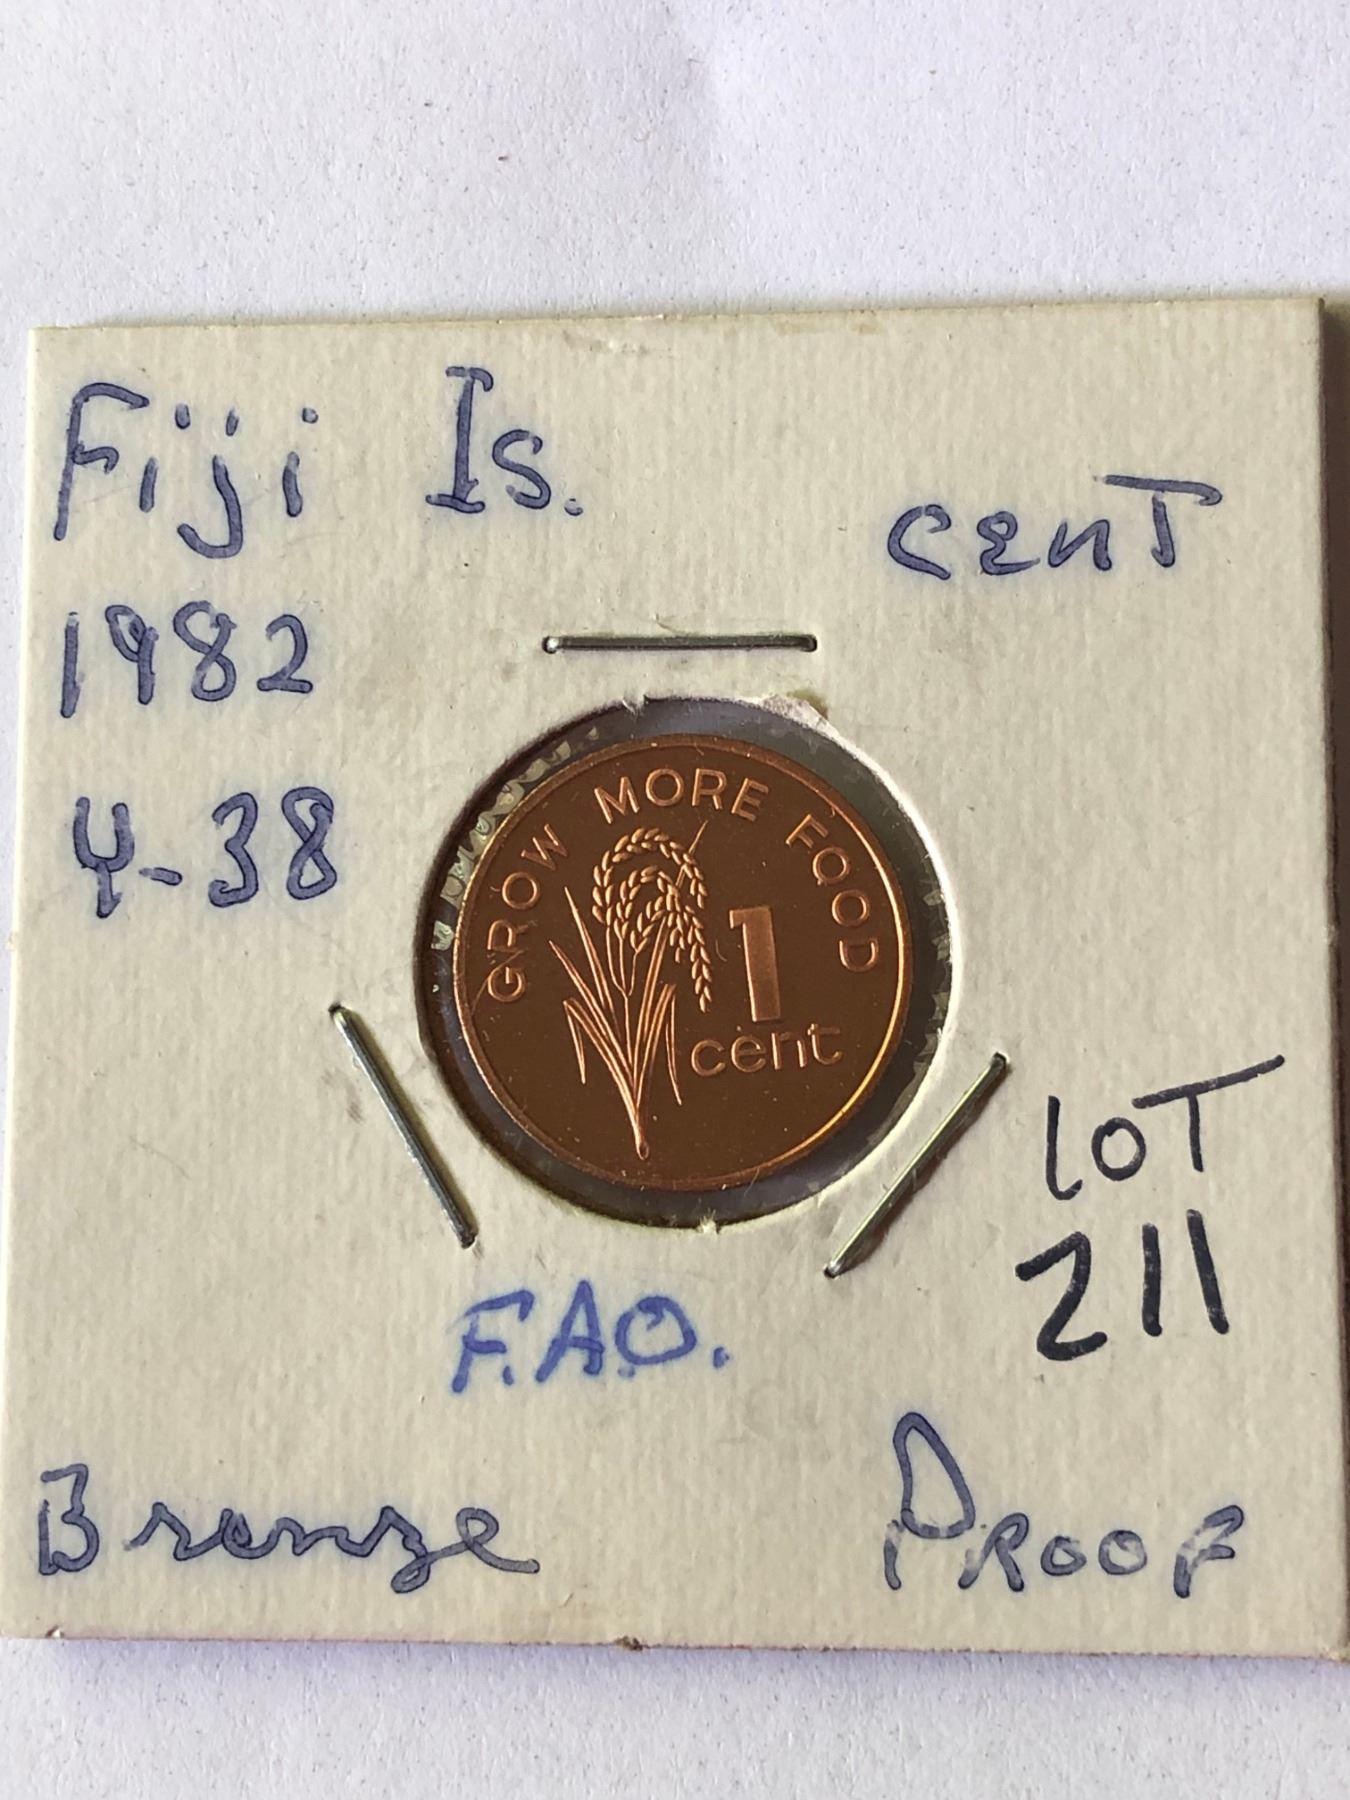 Fiji Is.
cent
1982
Y-38
GROW MORE FOOD
1
cent
LOT
211
F.A.O.
Bronze
PROOF